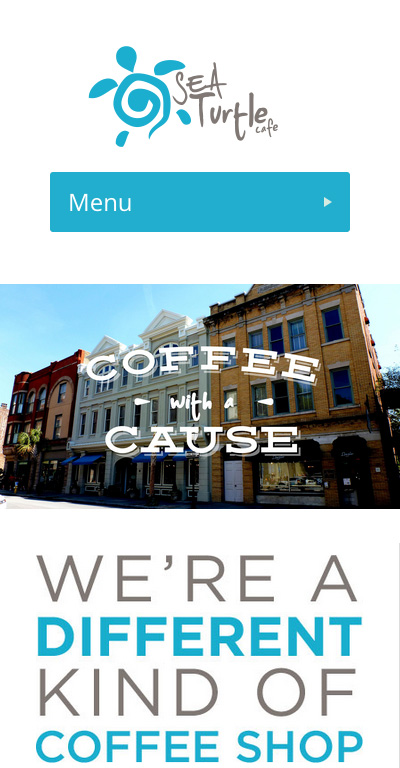 SEA
Turtle
cafe
Menu
COFFEE
with a
CAUSE
WE'RE A
DIFFERENT
KIND OF
COFFEE SHOP